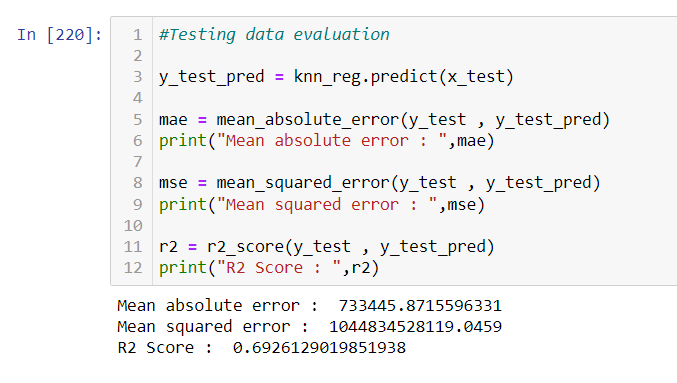 In [220]:
1 #Testing data evaluation
2
3 y_test_pred = knn_reg.predict(x_test)
4
5 mae = mean_absolute_error(y_test , y_test_pred)
6 print("Mean absolute error : ",mae)
7
8 mse = mean_squared_error(y_test , y_test_pred)
9 print("Mean squared error : ",mse)
10
11 r2 = r2_score(y_test , y_test_pred)
12 print("R2 Score : ",r2)
Mean absolute error :  733445.8715596331
Mean squared error :  1044834528119.0459
R2 Score :  0.6926129019851938